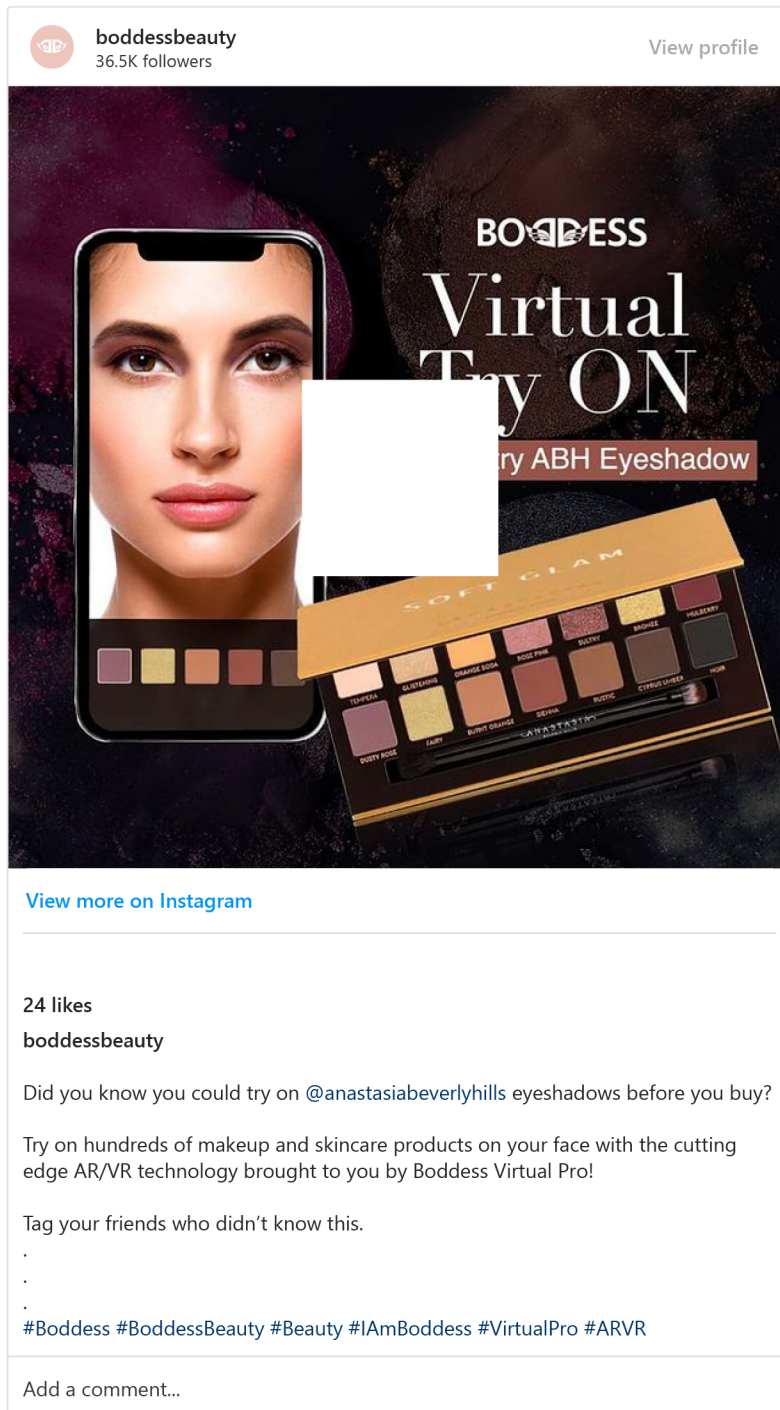 boddessbeauty
36.5K followers
View profile
BODDESS
Virtual
Try ON
try ABH Eyeshadow
SOFT GLAM
TEMPERA
GLISTENING
ORANGE SODA
ROSE PINK
SULTRY
BRONZE
MULBERRY
DUSTY ROSE
FAIRY
BURNT ORANGE
SIENNA
RUSTIC
CYPRUS UMBER
NOIR
ANASTASIA
View more on Instagram
24 likes
boddessbeauty
Did you know you could try on @anastasiabeverlyhills eyeshadows before you buy?
Try on hundreds of makeup and skincare products on your face with the cutting
edge AR/VR technology brought to you by Boddess Virtual Pro!
Tag your friends who didn’t know this.
.
.
.
#Boddess #BoddessBeauty #Beauty #IAmBoddess #VirtualPro #ARVR
Add a comment...